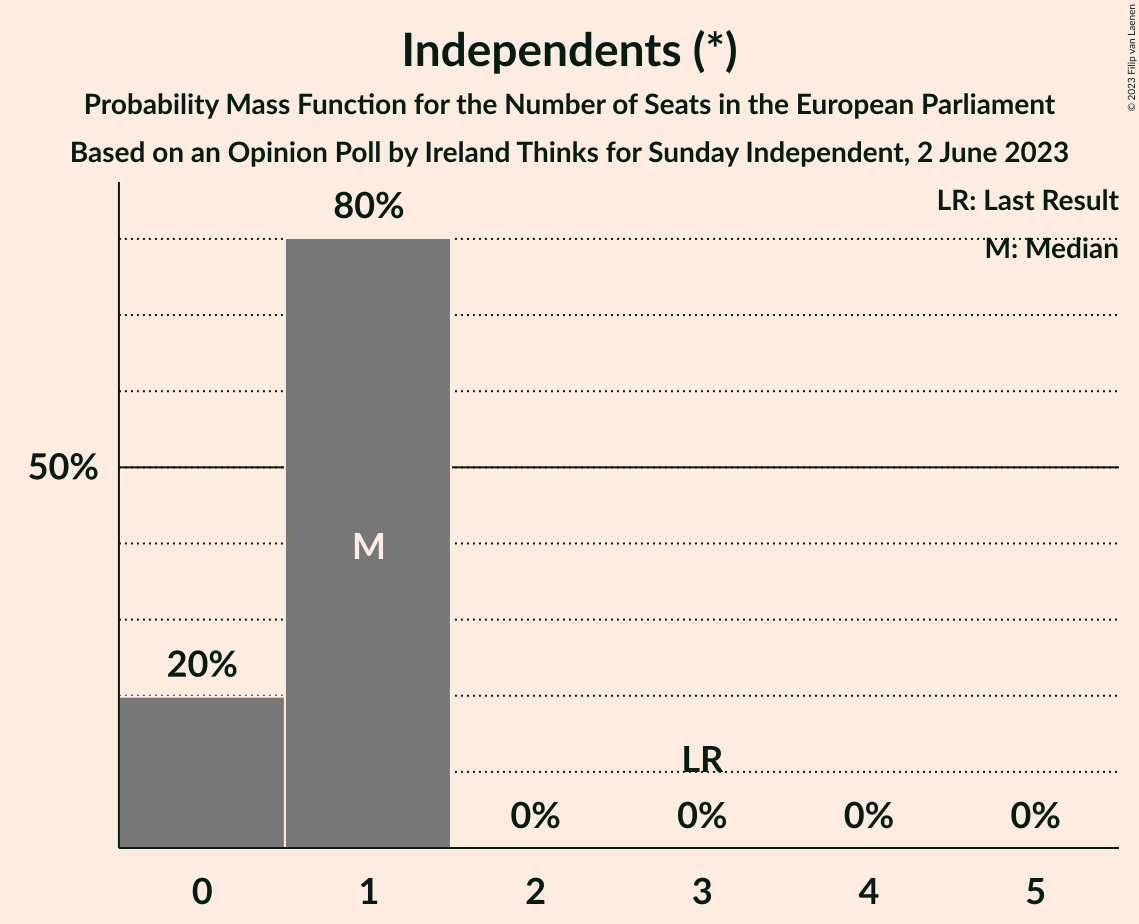 Independents (*)
Probability Mass Function for the Number of Seats in the European Parliament
Based on an Opinion Poll by Ireland Thinks for Sunday Independent, 2 June 2023
© 2023 Filip van Laenen
LR: Last Result
M: Median
80%
50%
M
20%
LR
0% 0% 0% 0%
0 1 2 3 4 5